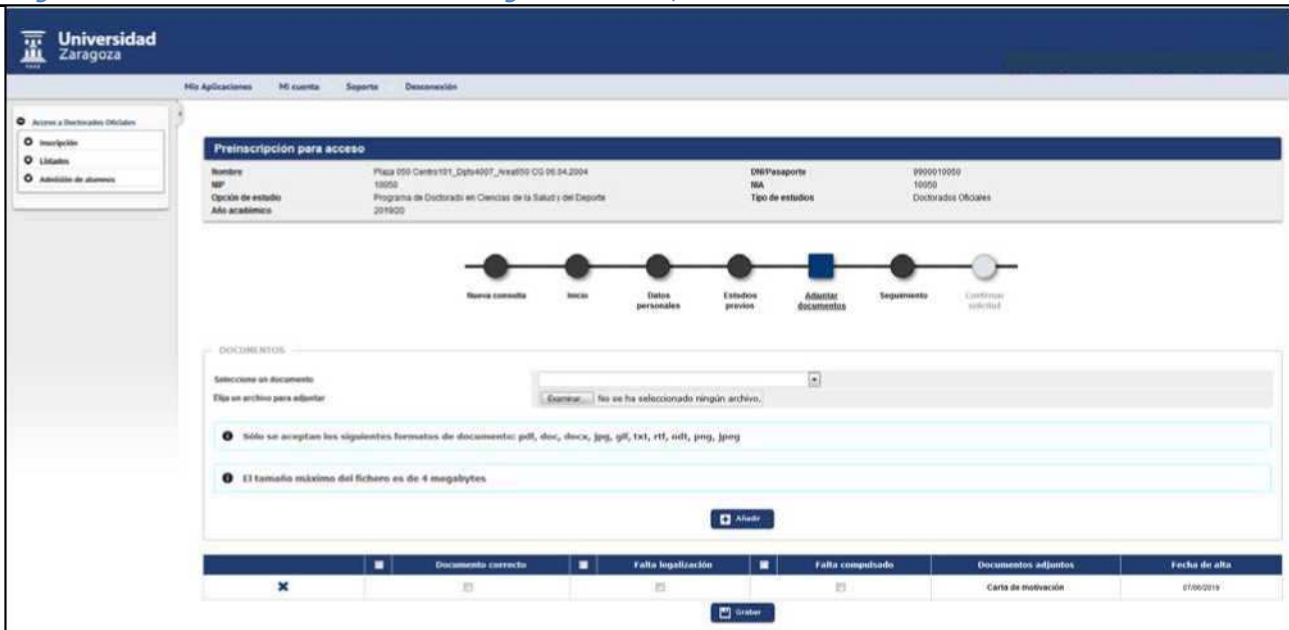 Universidad
Zaragoza
Mis Aplicaciones Mi cuenta Soporte Desconexión
Acceso a Doctorados Oficiales
Inscripción
Listados
Admisión de alumnos
Preinscripción para acceso
Nombre Plaza 050 Centro101_Dpto4007_Area050 CG 06.04.2004 DNI/Pasaporte 9900010050
NIP 10050 NIA 10050
Opción de estudio Programa de Doctorado en Ciencias de la Salud y del Deporte Tipo de estudios Doctorados Oficiales
Año académico 2019/20
Nueva consulta Inicio Datos personales Estudios previos Adjuntar documentos Seguimiento Confirmar solicitud
DOCUMENTOS
Seleccione un documento
Elija un archivo para adjuntar Examinar... No se ha seleccionado ningún archivo.
Sólo se aceptan los siguientes formatos de documento: pdf, doc, docx, jpg, gif, txt, rtf, odt, png, jpeg
El tamaño máximo del fichero es de 4 megabytes
Añadir
Documento correcto Falta legalización Falta compulsado Documentos adjuntos Fecha de alta
Carta de motivación 07/06/2019
Grabar